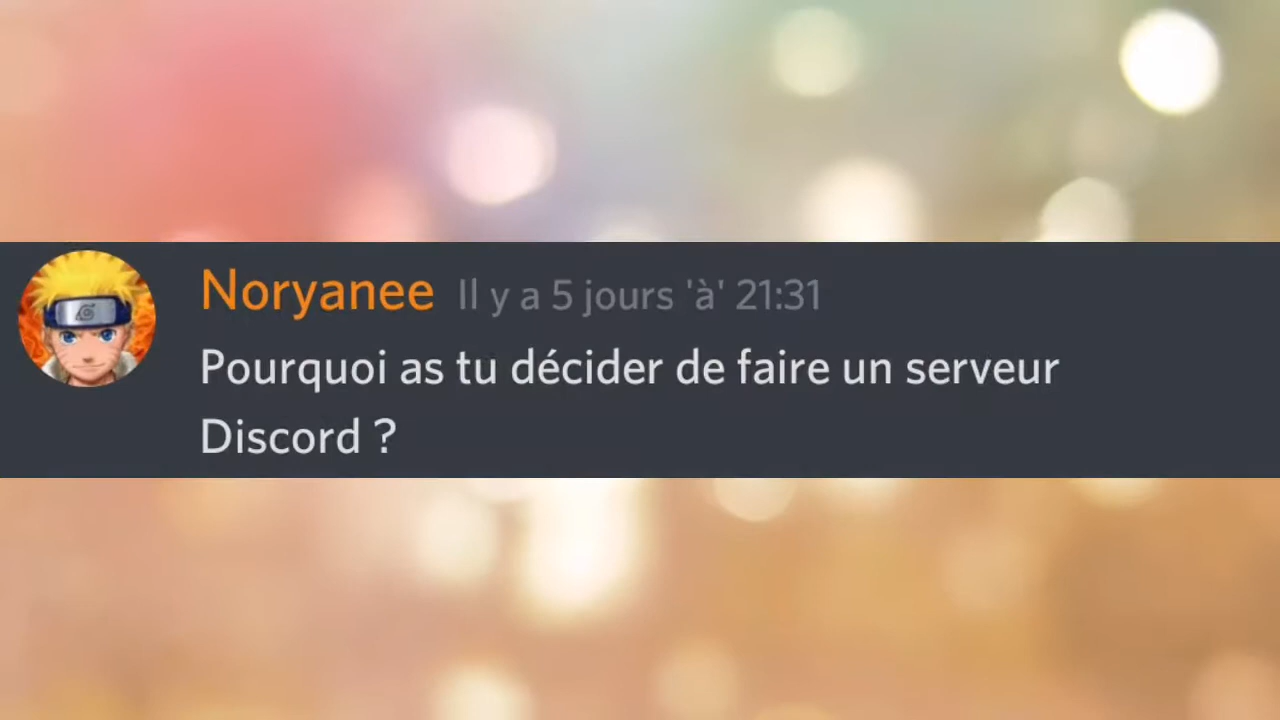 Noryanee Il y a 5 jours 'à' 21:31
Pourquoi as tu décider de faire un serveur
Discord ?